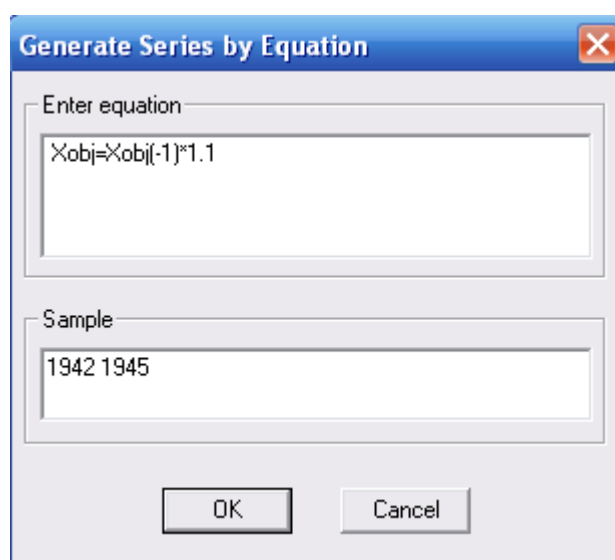 Generate Series by Equation
Enter equation
Xobj=Xobj(-1)*1.1
Sample
1942 1945
OK
Cancel